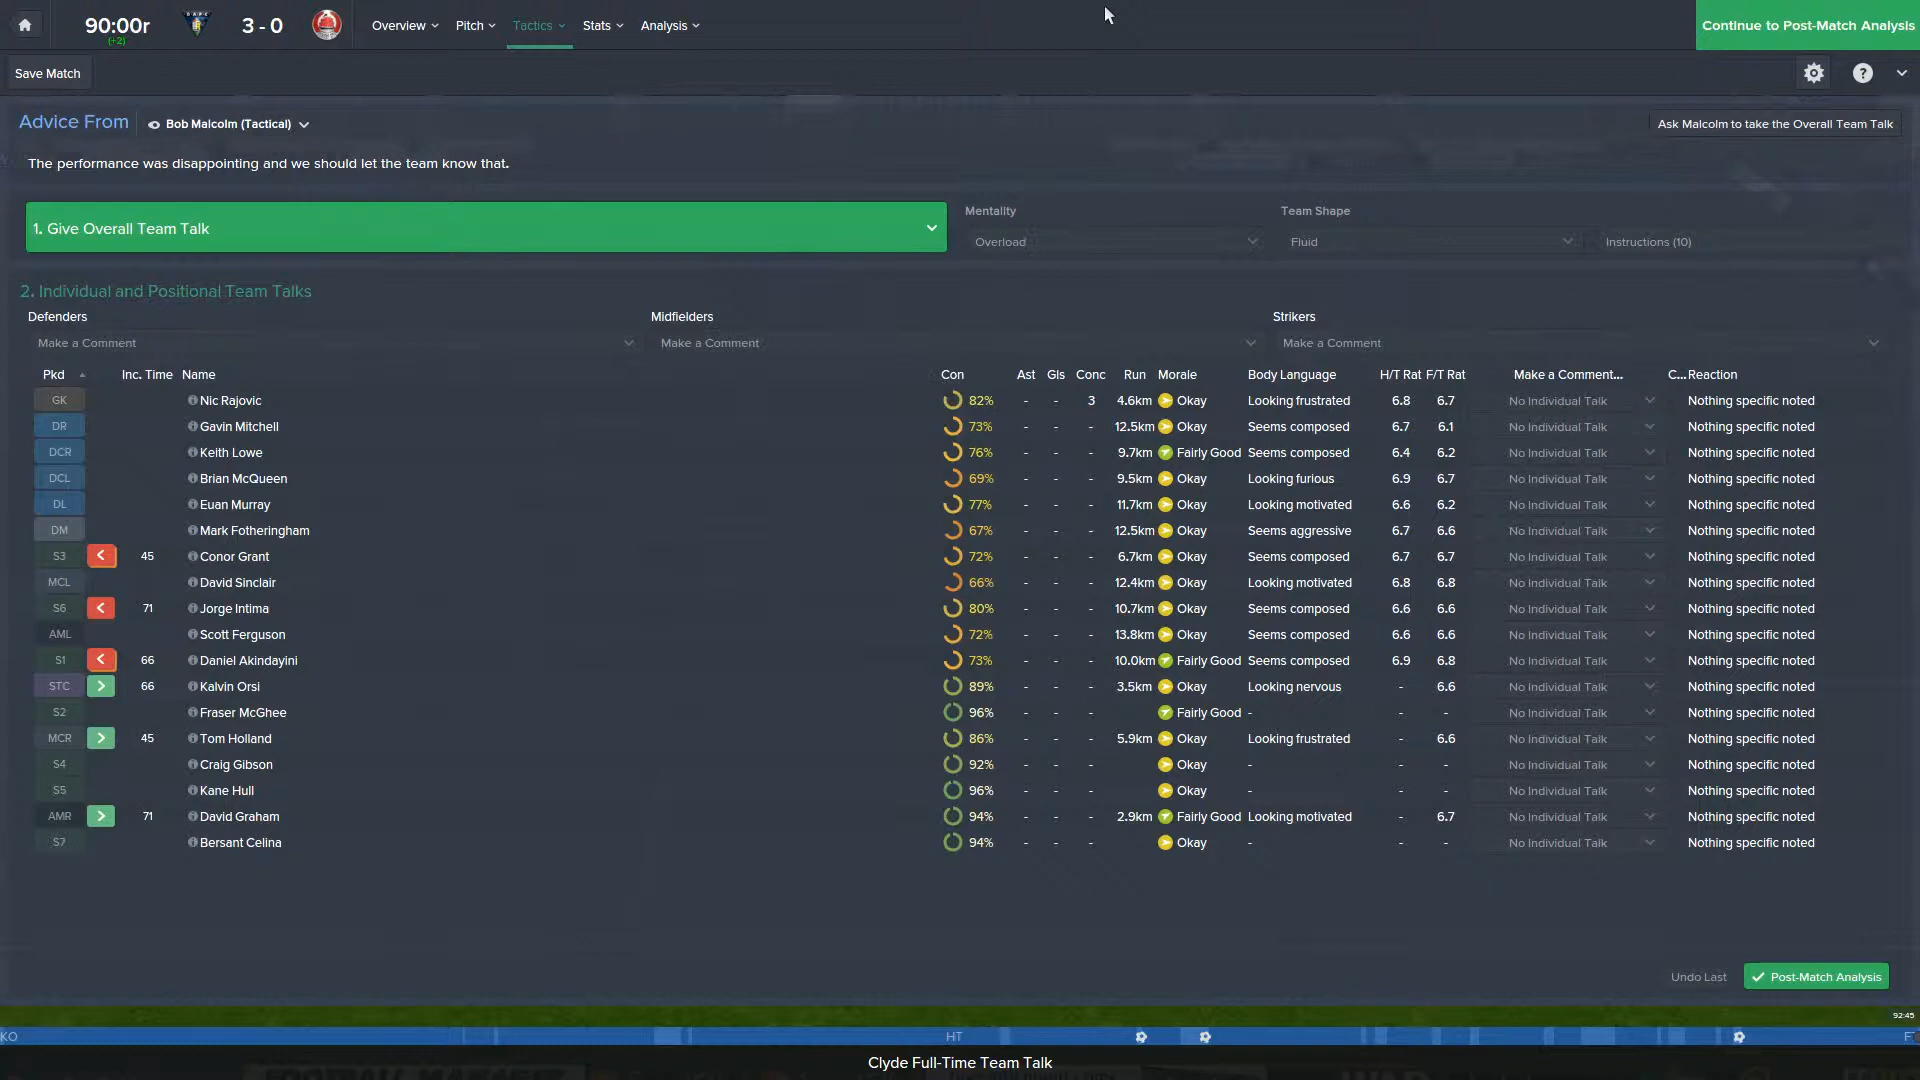 90:00r
(+2)
3 - 0
Overview
Pitch
Tactics
Stats
Analysis
Continue to Post-Match Analysis
Save Match
Advice From
Bob Malcolm (Tactical)
Ask Malcolm to take the Overall Team Talk
The performance was disappointing and we should let the team know that.
1. Give Overall Team Talk
Mentality
Overload
Team Shape
Fluid
Instructions (10)
2. Individual and Positional Team Talks
Defenders Midfielders Strikers
Make a Comment Make a Comment Make a Comment
Pkd Inc. Time Name Con Ast Gls Conc Run Morale Body Language H/T Rat F/T Rat Make a Comment... C... Reaction
GK Nic Rajovic 82% - - 3 4.6km Okay Looking frustrated 6.8 6.7 No Individual Talk Nothing specific noted
DR Gavin Mitchell 73% - - - 12.5km Okay Seems composed 6.7 6.1 No Individual Talk Nothing specific noted
DCR Keith Lowe 76% - - - 9.7km Fairly Good Seems composed 6.4 6.2 No Individual Talk Nothing specific noted
DCL Brian McQueen 69% - - - 9.5km Okay Looking furious 6.9 6.7 No Individual Talk Nothing specific noted
DL Euan Murray 77% - - - 11.7km Okay Looking motivated 6.6 6.2 No Individual Talk Nothing specific noted
DM Mark Fotheringham 67% - - - 12.5km Okay Seems aggressive 6.7 6.6 No Individual Talk Nothing specific noted
S3 45 Conor Grant 72% - - - 6.7km Okay Seems composed 6.7 6.7 No Individual Talk Nothing specific noted
MCL David Sinclair 66% - - - 12.4km Okay Looking motivated 6.8 6.8 No Individual Talk Nothing specific noted
S6 71 Jorge Intima 80% - - - 10.7km Okay Seems composed 6.6 6.6 No Individual Talk Nothing specific noted
AML Scott Ferguson 72% - - - 13.8km Okay Seems composed 6.6 6.6 No Individual Talk Nothing specific noted
S1 66 Daniel Akindayini 73% - - - 10.0km Fairly Good Seems composed 6.9 6.8 No Individual Talk Nothing specific noted
STC 66 Kalvin Orsi 89% - - - 3.5km Okay Looking nervous - 6.6 No Individual Talk Nothing specific noted
S2 Fraser McGhee 96% - - - Fairly Good - - - No Individual Talk Nothing specific noted
MCR 45 Tom Holland 86% - - - 5.9km Okay Looking frustrated - 6.6 No Individual Talk Nothing specific noted
S4 Craig Gibson 92% - - - Okay - - - No Individual Talk Nothing specific noted
S5 Kane Hull 96% - - - Okay - - - No Individual Talk Nothing specific noted
AMR 71 David Graham 94% - - - 2.9km Fairly Good Looking motivated - 6.7 No Individual Talk Nothing specific noted
S7 Bersant Celina 94% - - - Okay - - - No Individual Talk Nothing specific noted
Undo Last
Post-Match Analysis
92:45
KO HT
Clyde Full-Time Team Talk